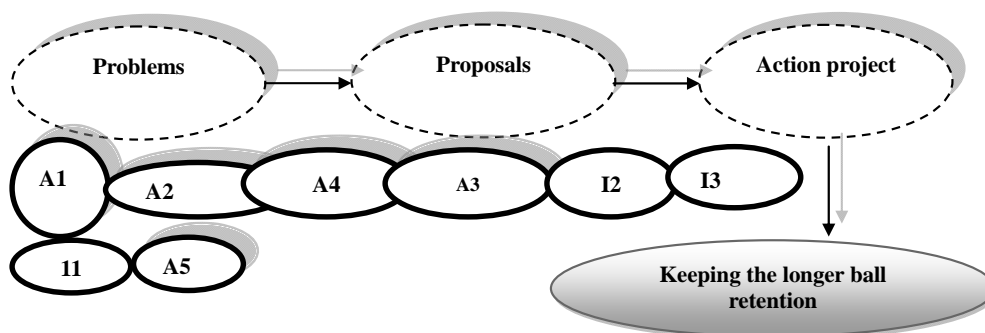 Problems
Proposals
Action project
A1
A2
A4
A3
I2
I3
11
A5
Keeping the longer ball
retention